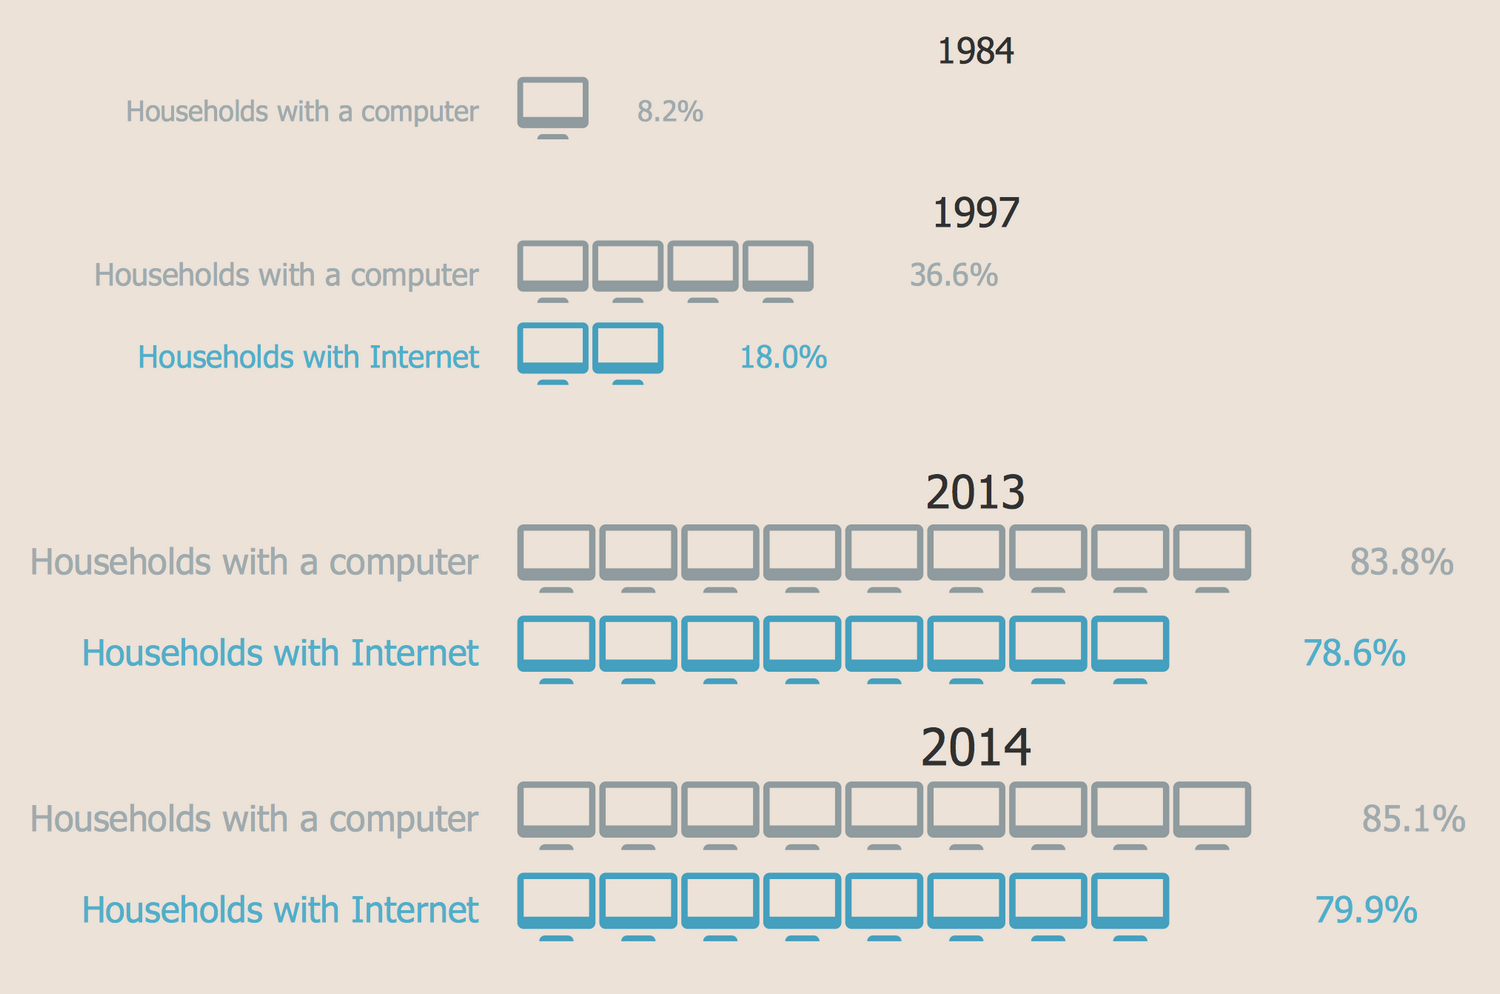 1984
Households with a computer 8.2%
1997
Households with a computer 36.6%
Households with Internet 18.0%
2013
Households with a computer 83.8%
Households with Internet 78.6%
2014
Households with a computer 85.1%
Households with Internet 79.9%